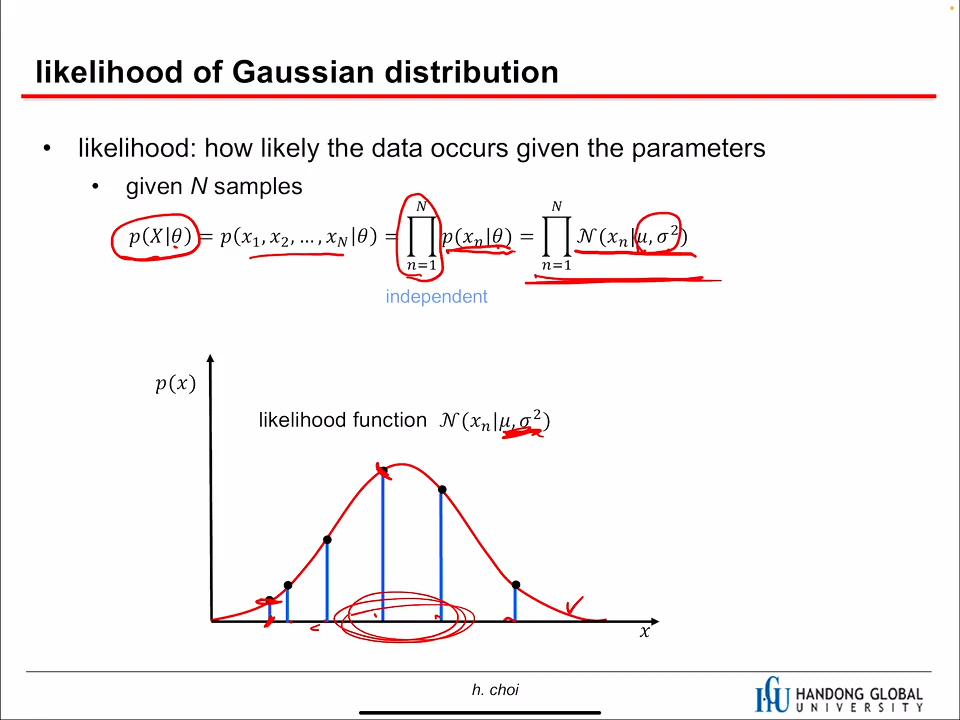 likelihood of Gaussian distribution
• likelihood: how likely the data occurs given the parameters
• given N samples
p(X|θ) = p(x₁, x₂, … , x_N|θ) = ∏_{n=1}^{N} p(x_n|θ) = ∏_{n=1}^{N} 𝒩(x_n|μ, σ²)
independent
p(x)
likelihood function 𝒩(x_n|μ, σ²)
x
h. choi
HGU HANDONG GLOBAL
UNIVERSITY